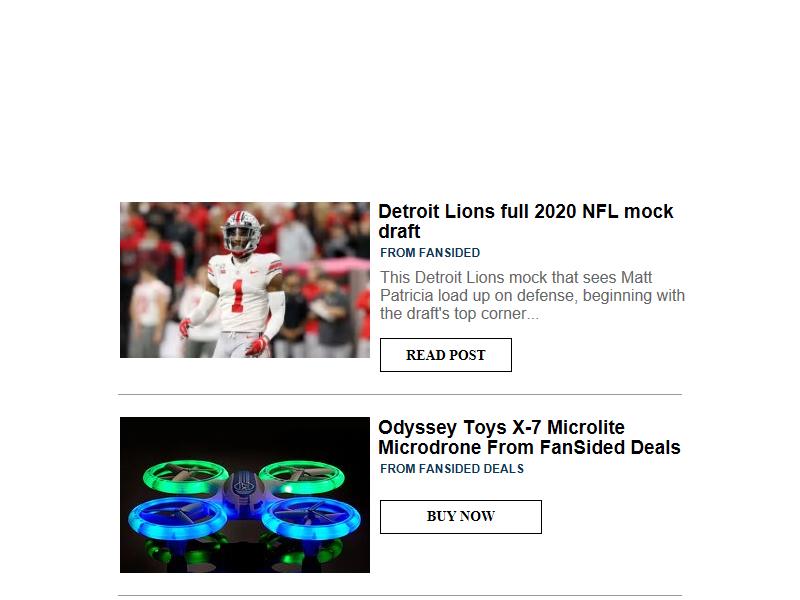 Detroit Lions full 2020 NFL mock
draft
FROM FANSIDED
This Detroit Lions mock that sees Matt
Patricia load up on defense, beginning with
the draft's top corner...
1
READ POST
Odyssey Toys X-7 Microlite
Microdrone From FanSided Deals
FROM FANSIDED DEALS
BUY NOW